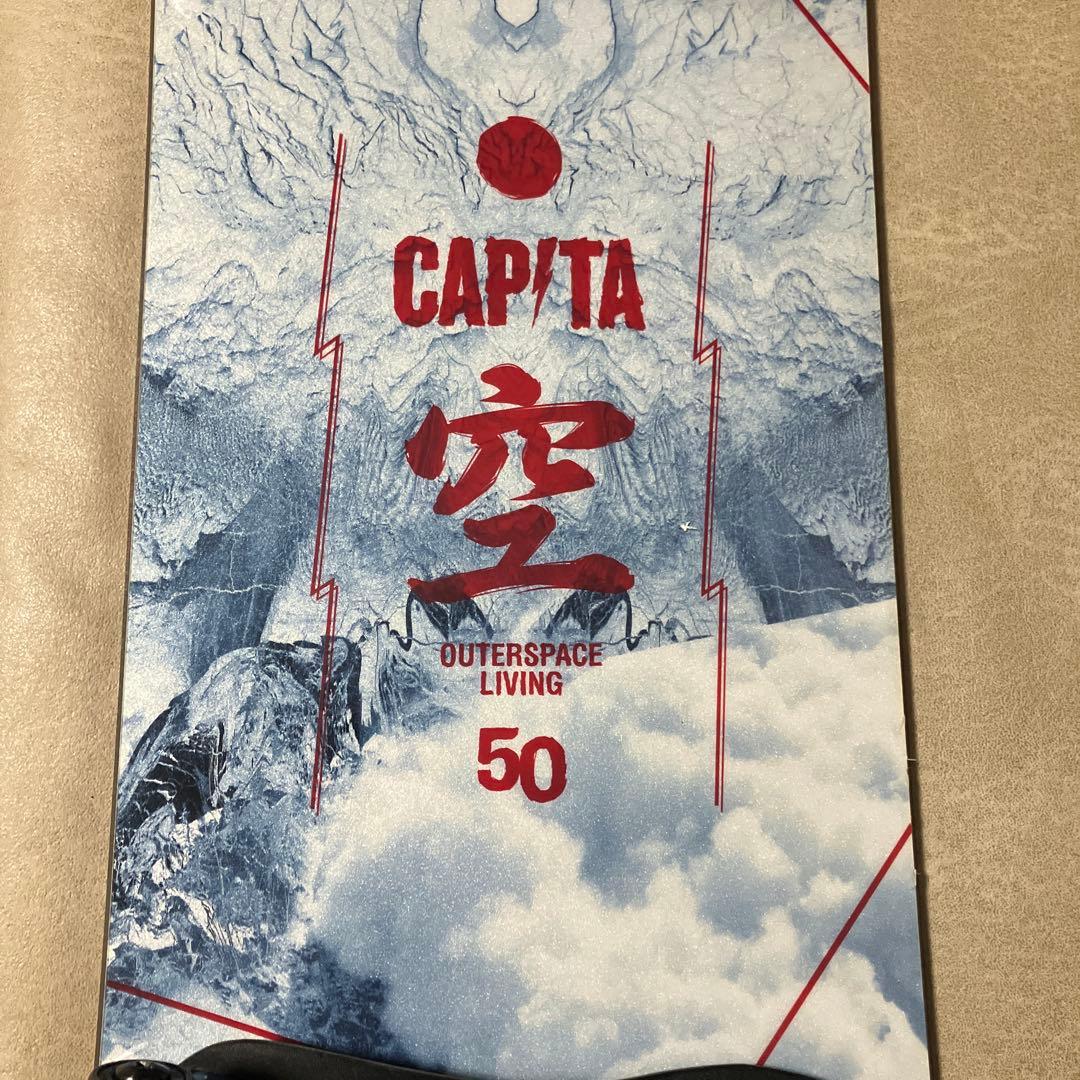 CAPITA
空
OUTERSPACE
LIVING
50